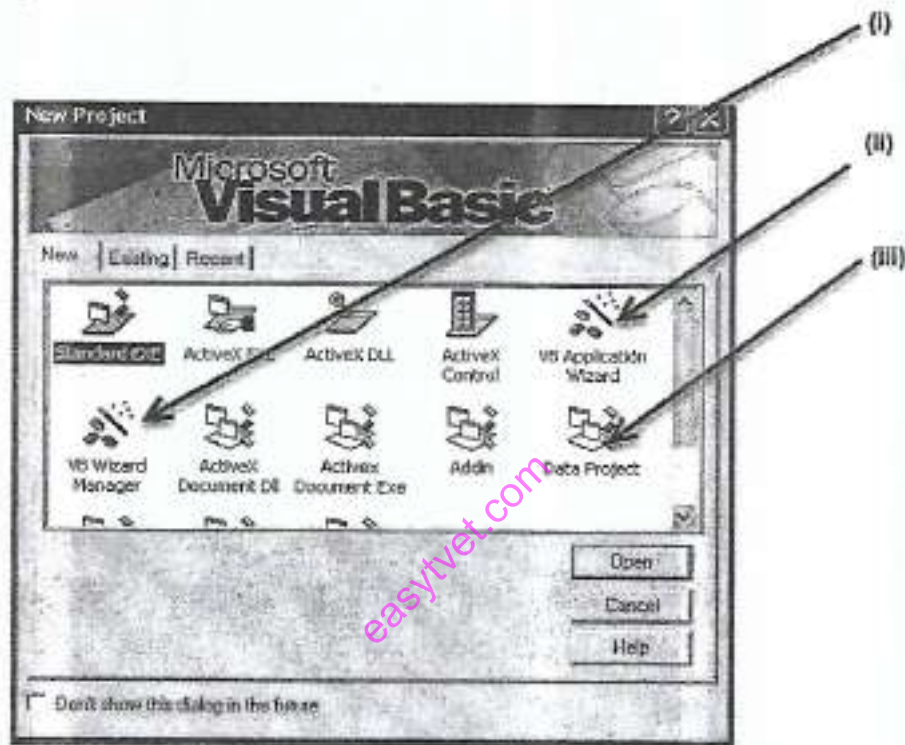 (i)
New Project
(ii)
Microsoft
Visual Basic
(iii)
New Existing Recent
Standard EXE ActiveX EXE ActiveX DLL ActiveX Control VB Application Wizard
VB Wizard Manager ActiveX Document Dll Activex Document Exe Addin Data Project
Open
Cancel
Help
Don't show this dialog in the future
easytvet.com